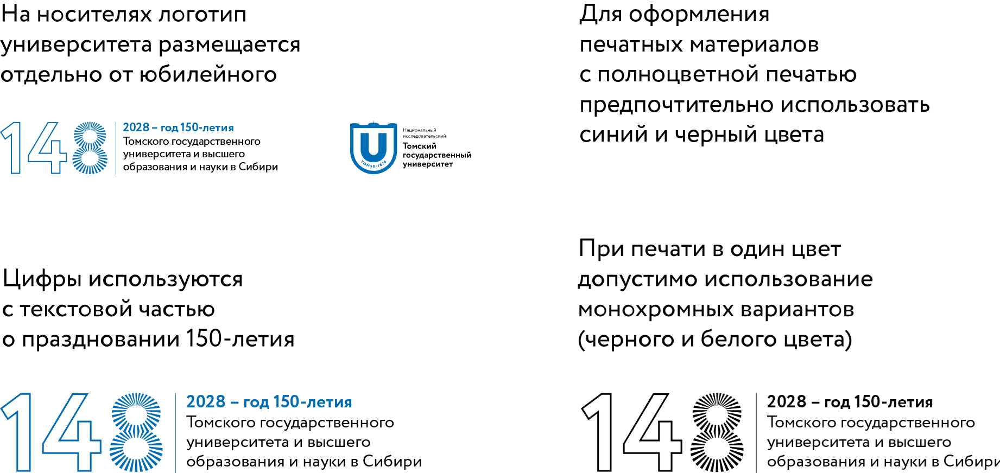 На носителях логотип
университета размещается
отдельно от юбилейного
148
2028 – год 150-летия
Томского государственного
университета и высшего
образования и науки в Сибири
U
TOMSK-1878
Национальный
исследовательский
Томский
государственный
университет
Для оформления
печатных материалов
с полноцветной печатью
предпочтительно использовать
синий и черный цвета
Цифры используются
с текстовой частью
о праздновании 150-летия
148
2028 – год 150-летия
Томского государственного
университета и высшего
образования и науки в Сибири
При печати в один цвет
допустимо использование
монохромных вариантов
(черного и белого цвета)
148
2028 – год 150-летия
Томского государственного
университета и высшего
образования и науки в Сибири